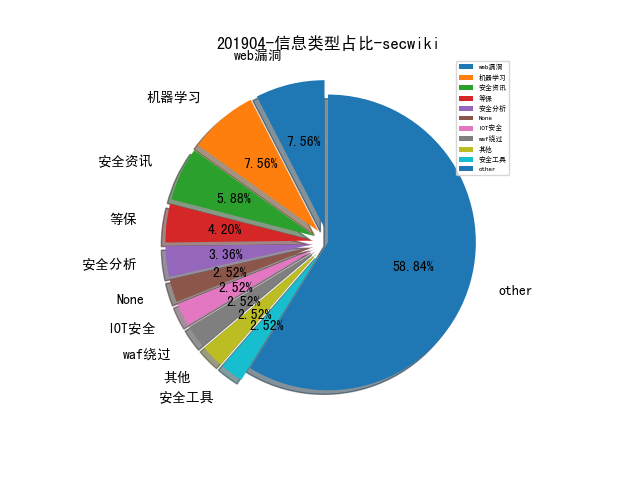 201904-信息类型占比-secwiki
web漏洞
机器学习
安全资讯
等保
安全分析
None
IOT安全
waf绕过
其他
安全工具
other
7.56%
7.56%
5.88%
4.20%
3.36%
2.52%
2.52%
2.52%
2.52%
2.52%
58.84%
web漏洞
机器学习
安全资讯
等保
安全分析
None
IOT安全
waf绕过
其他
安全工具
other